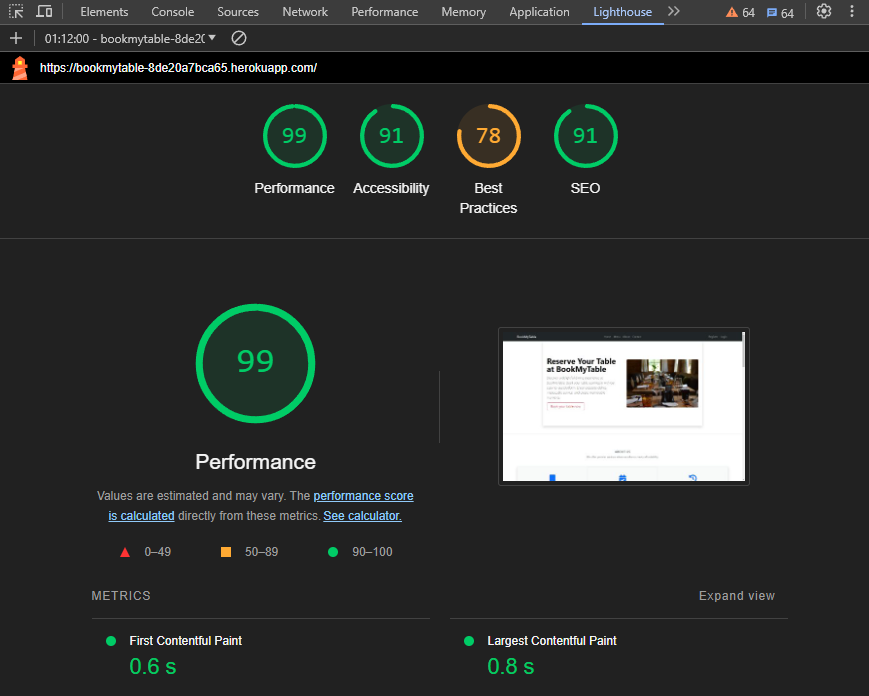 Elements Console Sources Network Performance Memory Application Lighthouse 64 64
01:12:00 - bookmytable-8de20
https://bookmytable-8de20a7bca65.herokuapp.com/
99 91 78 91
Performance Accessibility Best Practices SEO
99
Reserve Your Table
at BookMyTable
Performance
Values are estimated and may vary. The performance score
is calculated directly from these metrics. See calculator.
0–49 50–89 90–100
METRICS Expand view
First Contentful Paint Largest Contentful Paint
0.6 s 0.8 s